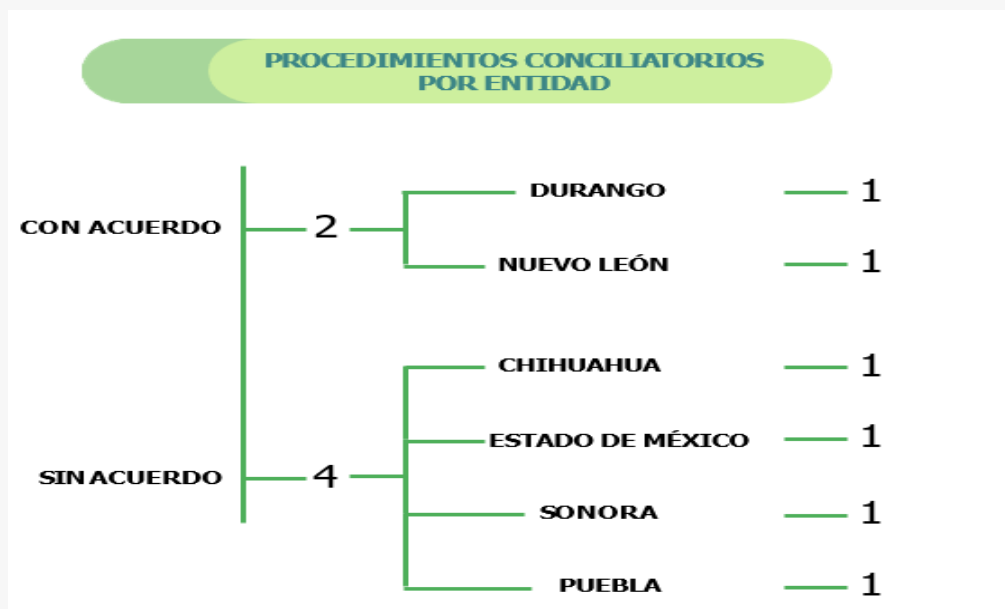 PROCEDIMIENTOS CONCILIATORIOS
POR ENTIDAD
CON ACUERDO 2
DURANGO 1
NUEVO LEÓN 1
SIN ACUERDO 4
CHIHUAHUA 1
ESTADO DE MÉXICO 1
SONORA 1
PUEBLA 1